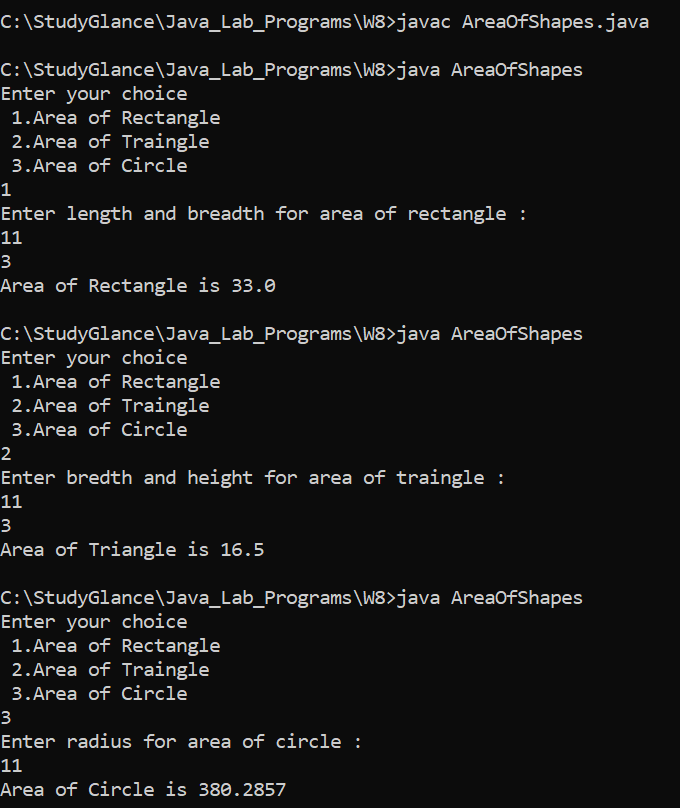 C:\StudyGlance\Java_Lab_Programs\W8>javac AreaOfShapes.java
C:\StudyGlance\Java_Lab_Programs\W8>java AreaOfShapes
Enter your choice
1.Area of Rectangle
2.Area of Traingle
3.Area of Circle
1
Enter length and breadth for area of rectangle :
11
3
Area of Rectangle is 33.0
C:\StudyGlance\Java_Lab_Programs\W8>java AreaOfShapes
Enter your choice
1.Area of Rectangle
2.Area of Traingle
3.Area of Circle
2
Enter bredth and height for area of traingle :
11
3
Area of Triangle is 16.5
C:\StudyGlance\Java_Lab_Programs\W8>java AreaOfShapes
Enter your choice
1.Area of Rectangle
2.Area of Traingle
3.Area of Circle
3
Enter radius for area of circle :
11
Area of Circle is 380.2857